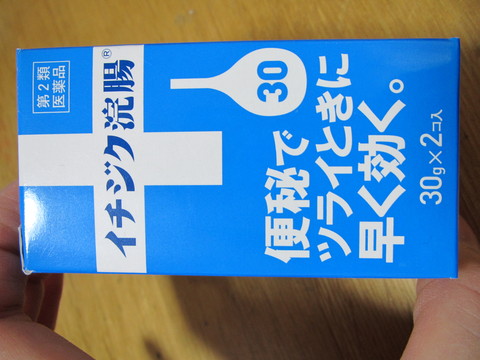 第2類
医薬品
イチジク浣腸®
30
便秘で
ツライときに
早く効く。
30g×2コ入